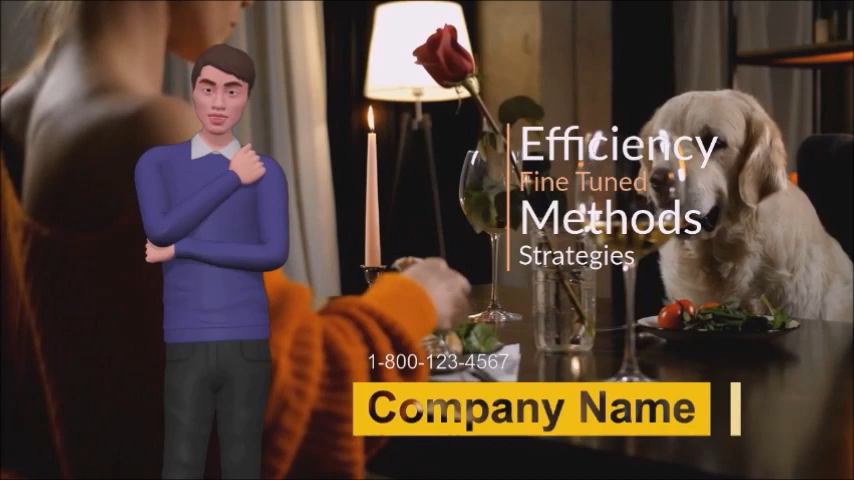 Efficiency
Fine Tuned
Methods
Strategies
1-800-123-4567
Company Name